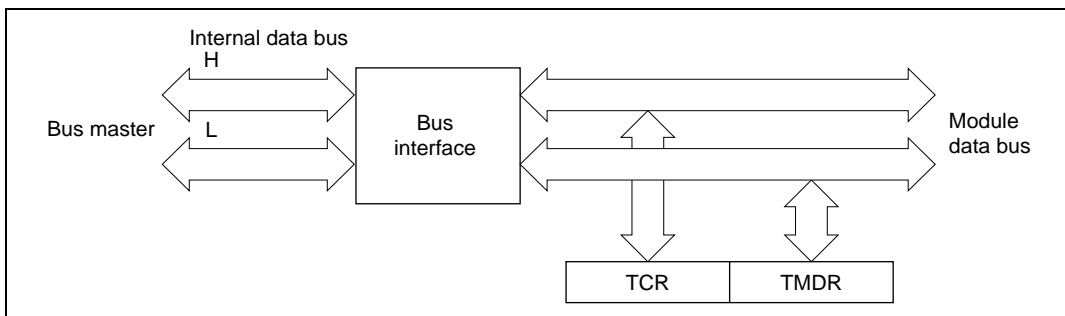 Internal data bus
H
Bus master
L
Bus
interface
Module
data bus
TCR
TMDR